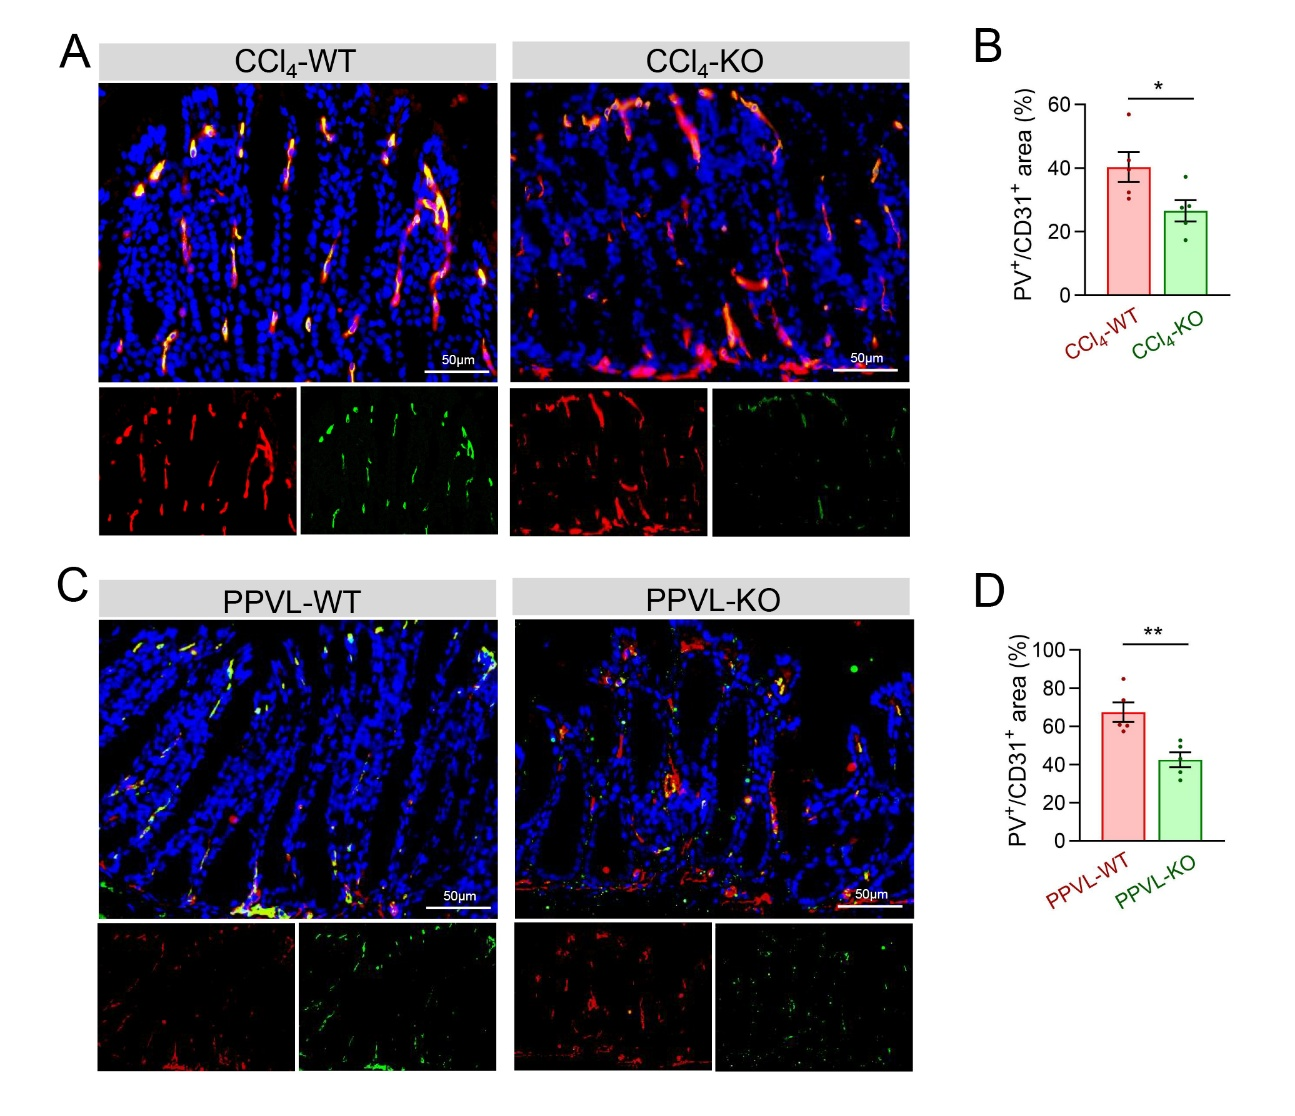 A
CCl₄-WT
CCl₄-KO
50μm
50μm
B
PV⁺/CD31⁺ area (%)
60
40
20
0
*
CCl₄-WT
CCl₄-KO
C
PPVL-WT
PPVL-KO
50μm
50μm
D
PV⁺/CD31⁺ area (%)
100
80
60
40
20
0
**
PPVL-WT
PPVL-KO